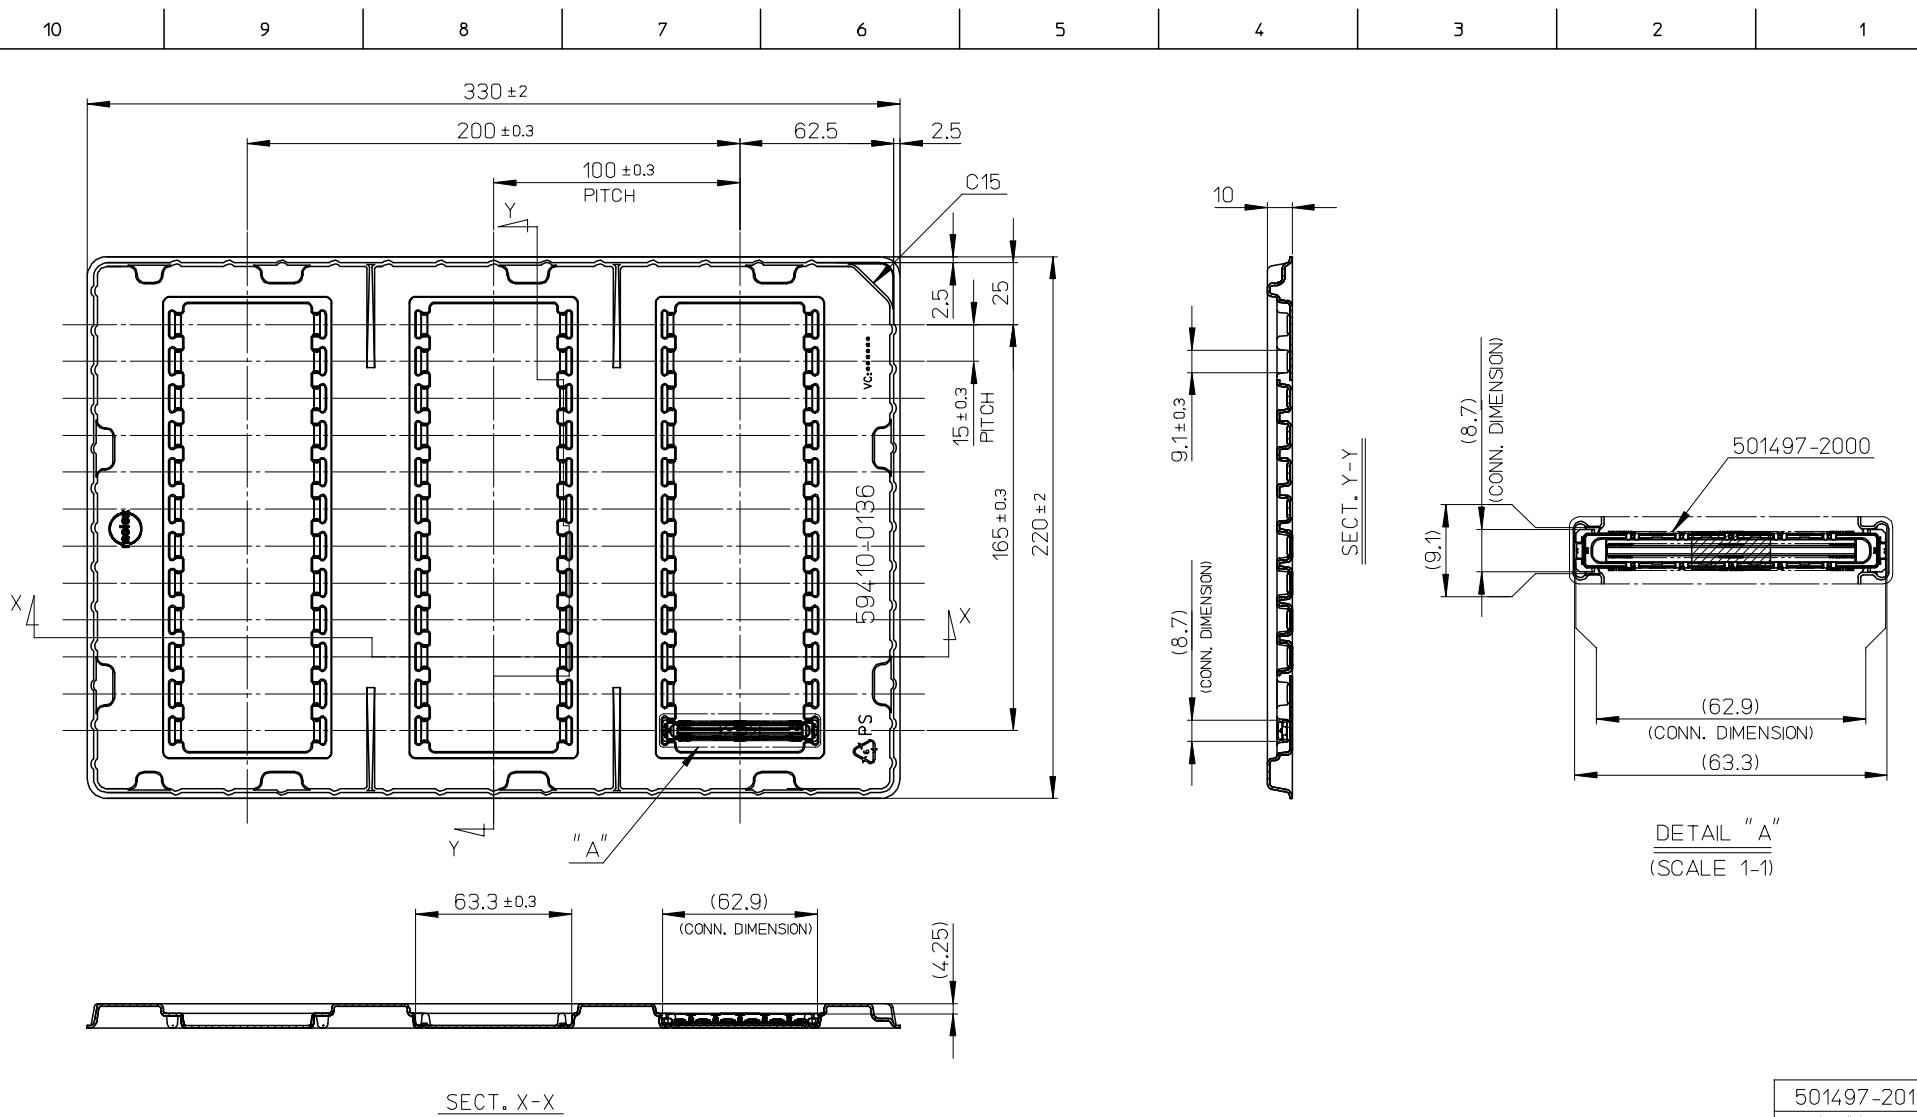 10 9 8 7 6 5 4 3 2 1
330 ±2
200 ±0.3 62.5 2.5
100 ±0.3
PITCH
C15
Y
2.5
25
15 ±0.3
PITCH
165 ±0.3
220 ±2
59410-0136
molex
X X
PS
Y
"A"
10
9.1 ±0.3
(8.7)
(CONN. DIMENSION)
SECT. Y-Y
(8.7)
(CONN. DIMENSION)
501497-2000
(9.1)
(62.9)
(CONN. DIMENSION)
(63.3)
DETAIL "A"
(SCALE 1-1)
63.3 ±0.3 (62.9)
(CONN. DIMENSION)
(4.25)
SECT. X-X
501497-201